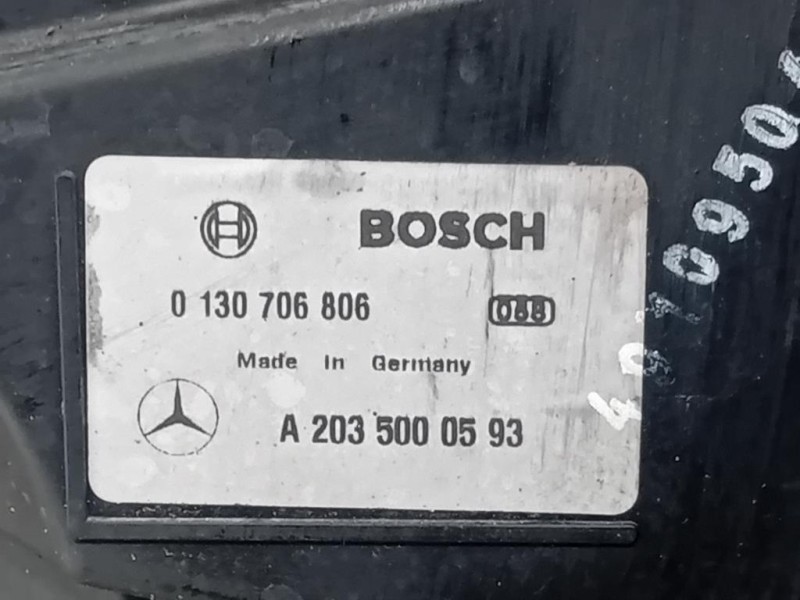 BOSCH
0 130 706 806 088
Made in Germany
A 203 500 05 93